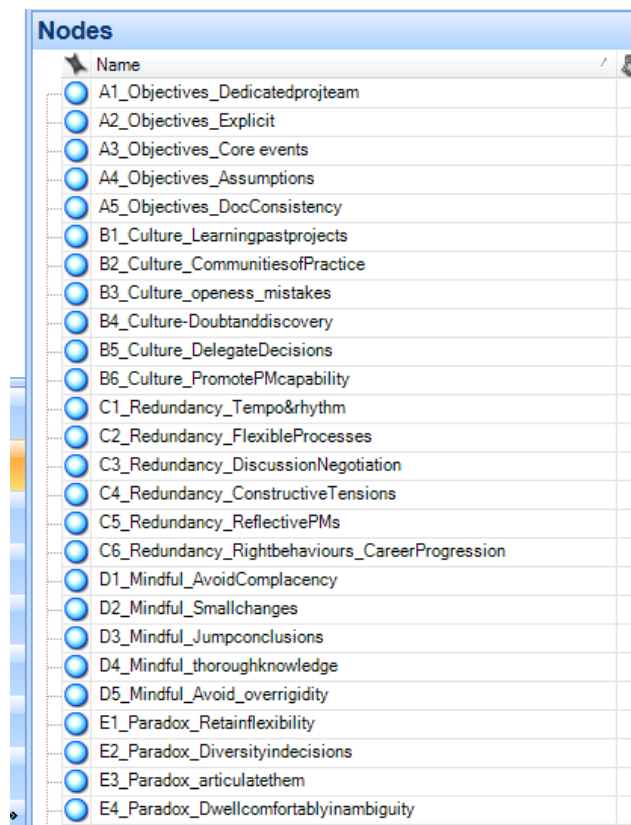 Nodes
Name
A1_Objectives_Dedicatedprojteam
A2_Objectives_Explicit
A3_Objectives_Core events
A4_Objectives_Assumptions
A5_Objectives_DocConsistency
B1_Culture_Learningpastprojects
B2_Culture_CommunitiesofPractice
B3_Culture_openess_mistakes
B4_Culture-Doubtanddiscovery
B5_Culture_DelegateDecisions
B6_Culture_PromotePMcapability
C1_Redundancy_Tempo&rhythm
C2_Redundancy_FlexibleProcesses
C3_Redundancy_DiscussionNegotiation
C4_Redundancy_ConstructiveTensions
C5_Redundancy_ReflectivePMs
C6_Redundancy_Rightbehaviours_CareerProgression
D1_Mindful_AvoidComplacency
D2_Mindful_Smallchanges
D3_Mindful_Jumpconclusions
D4_Mindful_thoroughknowledge
D5_Mindful_Avoid_overrigidity
E1_Paradox_Retainflexibility
E2_Paradox_Diversityindecisions
E3_Paradox_articulatethem
E4_Paradox_Dwellcomfortablyinambiguity